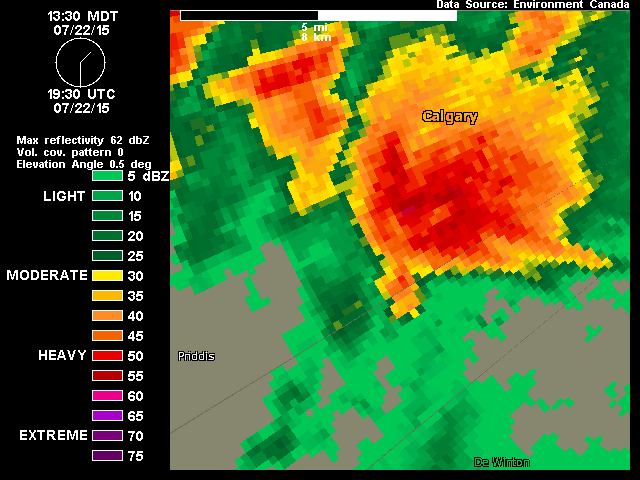 Data Source: Environment Canada
13:30 MDT
07/22/15
5 mi
8 km
19:30 UTC
07/22/15
Calgary
Max reflectivity 62 dbZ
Vol. cov. pattern 0
Elevation Angle 0.5 deg
5 dBZ
LIGHT 10
15
20
25
MODERATE 30
35
40
45
HEAVY 50
55
60
65
EXTREME 70
75
Priddis
De Winton